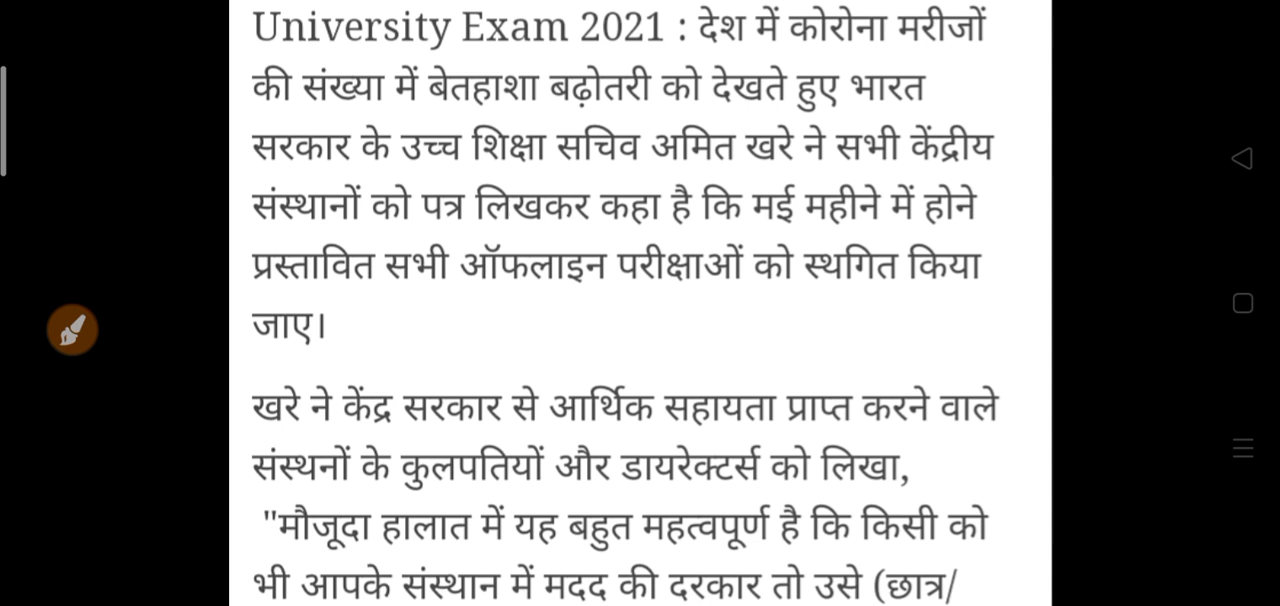 University Exam 2021 : देश में कोरोना मरीजों
की संख्या में बेतहाशा बढ़ोतरी को देखते हुए भारत
सरकार के उच्च शिक्षा सचिव अमित खरे ने सभी केंद्रीय
संस्थानों को पत्र लिखकर कहा है कि मई महीने में होने
प्रस्तावित सभी ऑफलाइन परीक्षाओं को स्थगित किया
जाए।
खरे ने केंद्र सरकार से आर्थिक सहायता प्राप्त करने वाले
संस्थनों के कुलपतियों और डायरेक्टर्स को लिखा,
"मौजूदा हालात में यह बहुत महत्वपूर्ण है कि किसी को
भी आपके संस्थान में मदद की दरकार तो उसे (छात्र/